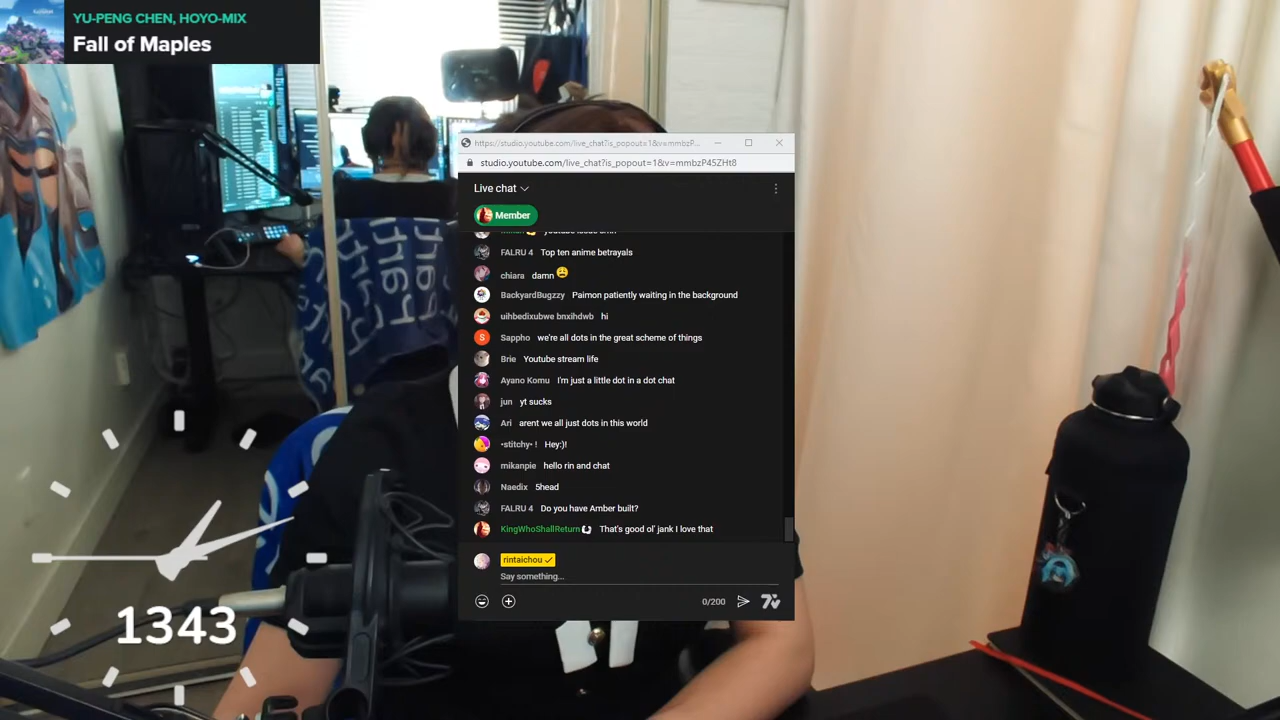 YU-PENG CHEN, HOYO-MIX
Fall of Maples
https://studio.youtube.com/live_chat?is_popout=1&v=mmbzP...
studio.youtube.com/live_chat?is_popout=1&v=mmbzP45ZHt8
Live chat
Member
FALRU 4 Top ten anime betrayals
chiara damn 😩
BackyardBugzzy Paimon patiently waiting in the background
uihbedixubwe bnxihdwb hi
S Sappho we're all dots in the great scheme of things
Brie Youtube stream life
Ayano Komu I'm just a little dot in a dot chat
jun yt sucks
Ari arent we all just dots in this world
•stitchy• ! Hey:)!
mikanpie hello rin and chat
Naedix 5head
FALRU 4 Do you have Amber built?
KingWhoShallReturn That's good ol' jank I love that
rintaichou ✓
Say something...
0/200
1343